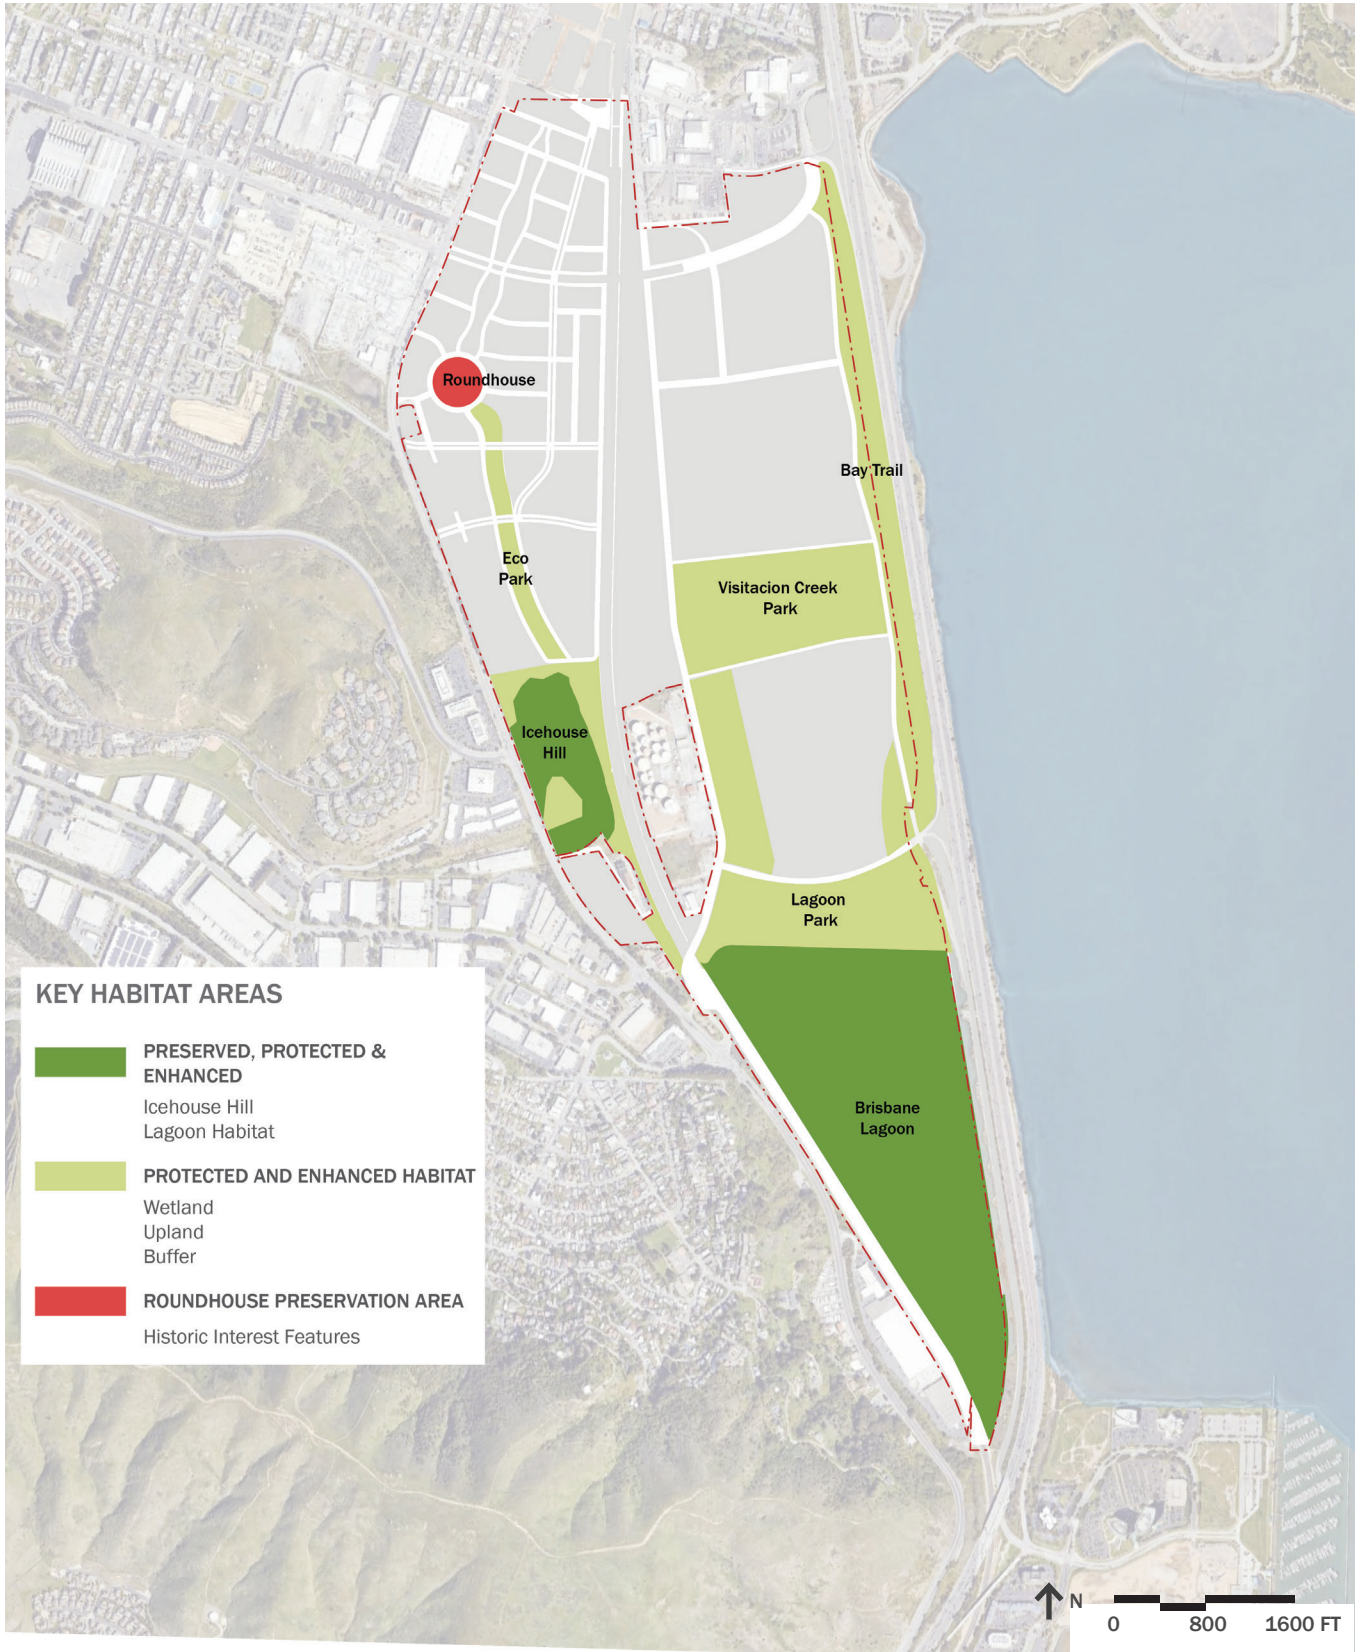 Roundhouse
Bay Trail
Eco
Park
Visitacion Creek
Park
Icehouse
Hill
Lagoon
Park
Brisbane
Lagoon
KEY HABITAT AREAS
PRESERVED, PROTECTED &
ENHANCED
Icehouse Hill
Lagoon Habitat
PROTECTED AND ENHANCED HABITAT
Wetland
Upland
Buffer
ROUNDHOUSE PRESERVATION AREA
Historic Interest Features
N
0 800 1600 FT